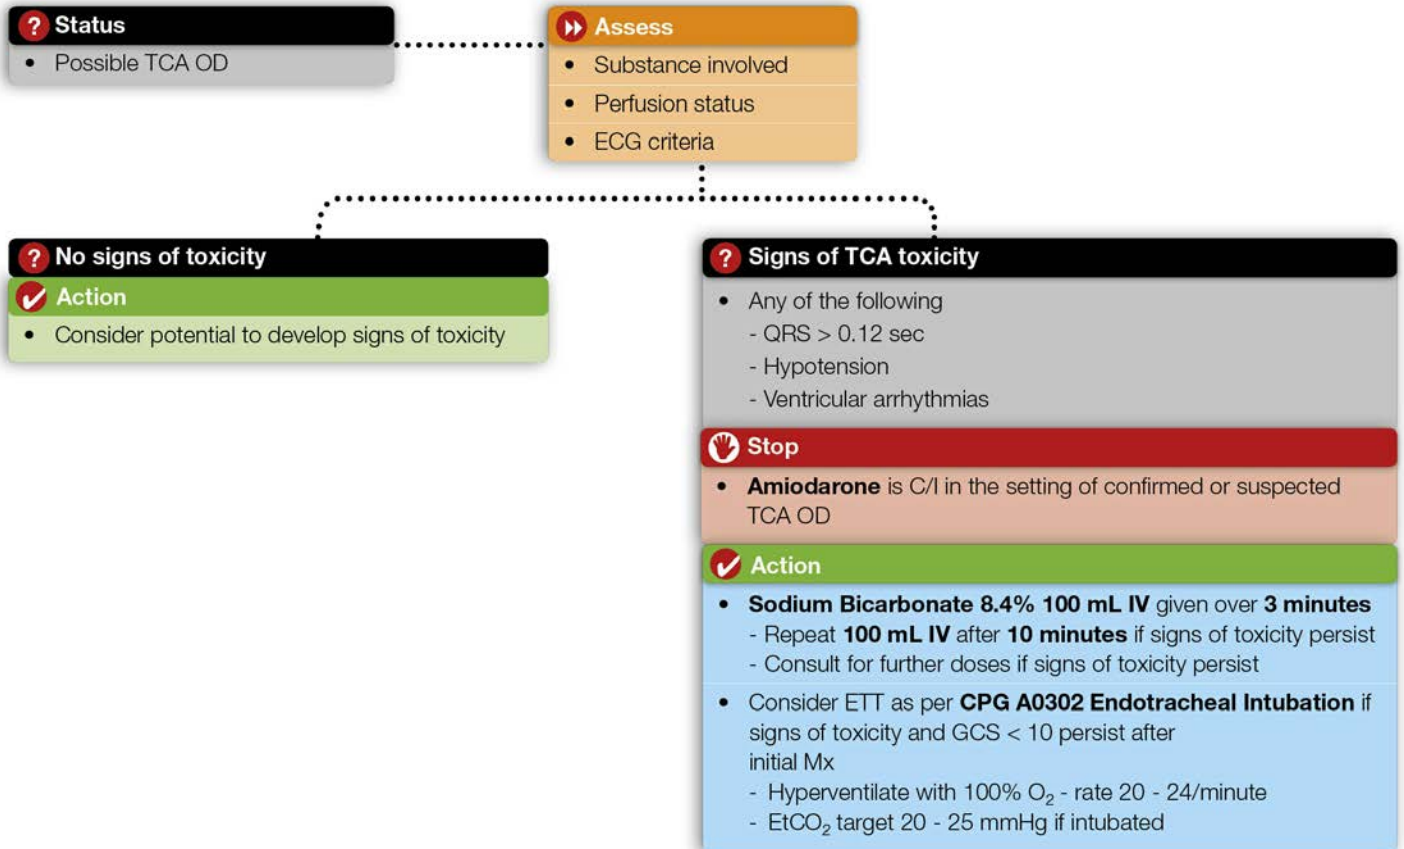 Status
• Possible TCA OD
Assess
• Substance involved
• Perfusion status
• ECG criteria
No signs of toxicity
Action
• Consider potential to develop signs of toxicity
Signs of TCA toxicity
• Any of the following
- QRS > 0.12 sec
- Hypotension
- Ventricular arrhythmias
Stop
• Amiodarone is C/I in the setting of confirmed or suspected
TCA OD
Action
• Sodium Bicarbonate 8.4% 100 mL IV given over 3 minutes
- Repeat 100 mL IV after 10 minutes if signs of toxicity persist
- Consult for further doses if signs of toxicity persist
• Consider ETT as per CPG A0302 Endotracheal Intubation if
signs of toxicity and GCS < 10 persist after
initial Mx
- Hyperventilate with 100% O₂ - rate 20 - 24/minute
- EtCO₂ target 20 - 25 mmHg if intubated